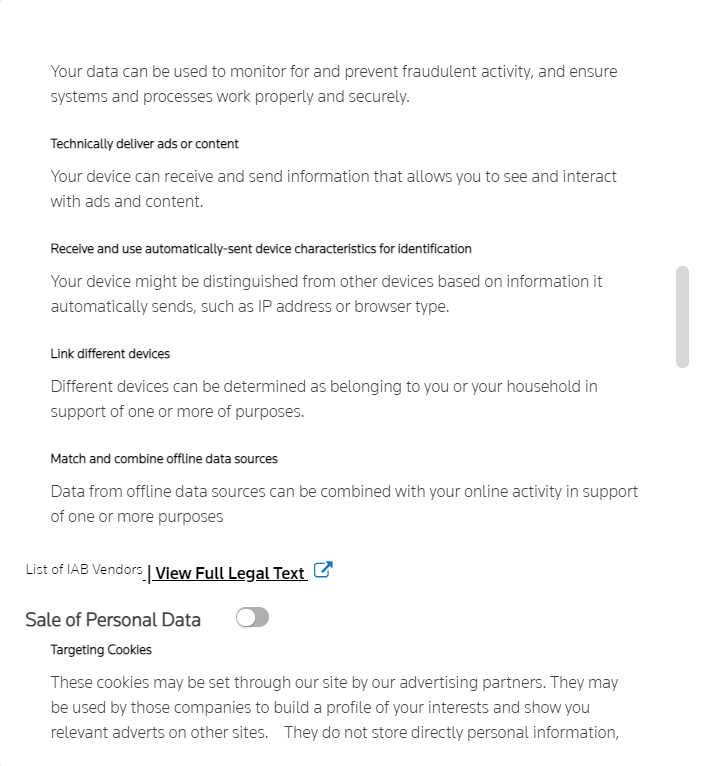 Your data can be used to monitor for and prevent fraudulent activity, and ensure
systems and processes work properly and securely.
Technically deliver ads or content
Your device can receive and send information that allows you to see and interact
with ads and content.
Receive and use automatically-sent device characteristics for identification
Your device might be distinguished from other devices based on information it
automatically sends, such as IP address or browser type.
Link different devices
Different devices can be determined as belonging to you or your household in
support of one or more of purposes.
Match and combine offline data sources
Data from offline data sources can be combined with your online activity in support
of one or more purposes
List of IAB Vendors | View Full Legal Text
Sale of Personal Data
Targeting Cookies
These cookies may be set through our site by our advertising partners. They may
be used by those companies to build a profile of your interests and show you
relevant adverts on other sites. They do not store directly personal information,